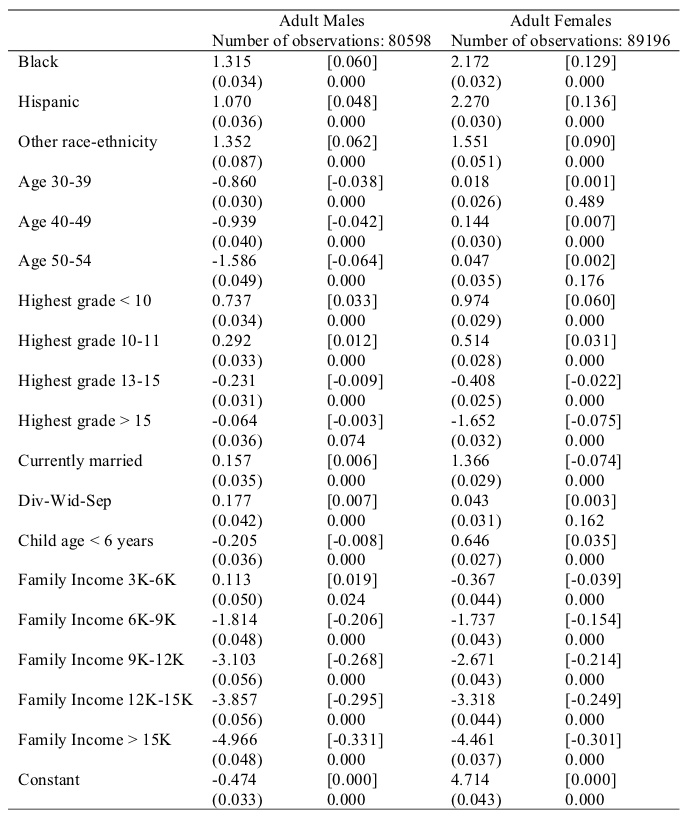 Adult Males Adult Females
Number of observations: 80598 Number of observations: 89196
Black 1.315 [0.060] 2.172 [0.129]
(0.034) 0.000 (0.032) 0.000
Hispanic 1.070 [0.048] 2.270 [0.136]
(0.036) 0.000 (0.030) 0.000
Other race-ethnicity 1.352 [0.062] 1.551 [0.090]
(0.087) 0.000 (0.051) 0.000
Age 30-39 -0.860 [-0.038] 0.018 [0.001]
(0.030) 0.000 (0.026) 0.489
Age 40-49 -0.939 [-0.042] 0.144 [0.007]
(0.040) 0.000 (0.030) 0.000
Age 50-54 -1.586 [-0.064] 0.047 [0.002]
(0.049) 0.000 (0.035) 0.176
Highest grade < 10 0.737 [0.033] 0.974 [0.060]
(0.034) 0.000 (0.029) 0.000
Highest grade 10-11 0.292 [0.012] 0.514 [0.031]
(0.033) 0.000 (0.028) 0.000
Highest grade 13-15 -0.231 [-0.009] -0.408 [-0.022]
(0.031) 0.000 (0.025) 0.000
Highest grade > 15 -0.064 [-0.003] -1.652 [-0.075]
(0.036) 0.074 (0.032) 0.000
Currently married 0.157 [0.006] 1.366 [-0.074]
(0.035) 0.000 (0.029) 0.000
Div-Wid-Sep 0.177 [0.007] 0.043 [0.003]
(0.042) 0.000 (0.031) 0.162
Child age < 6 years -0.205 [-0.008] 0.646 [0.035]
(0.036) 0.000 (0.027) 0.000
Family Income 3K-6K 0.113 [0.019] -0.367 [-0.039]
(0.050) 0.024 (0.044) 0.000
Family Income 6K-9K -1.814 [-0.206] -1.737 [-0.154]
(0.048) 0.000 (0.043) 0.000
Family Income 9K-12K -3.103 [-0.268] -2.671 [-0.214]
(0.056) 0.000 (0.043) 0.000
Family Income 12K-15K -3.857 [-0.295] -3.318 [-0.249]
(0.056) 0.000 (0.044) 0.000
Family Income > 15K -4.966 [-0.331] -4.461 [-0.301]
(0.048) 0.000 (0.037) 0.000
Constant -0.474 [0.000] 4.714 [0.000]
(0.033) 0.000 (0.043) 0.000